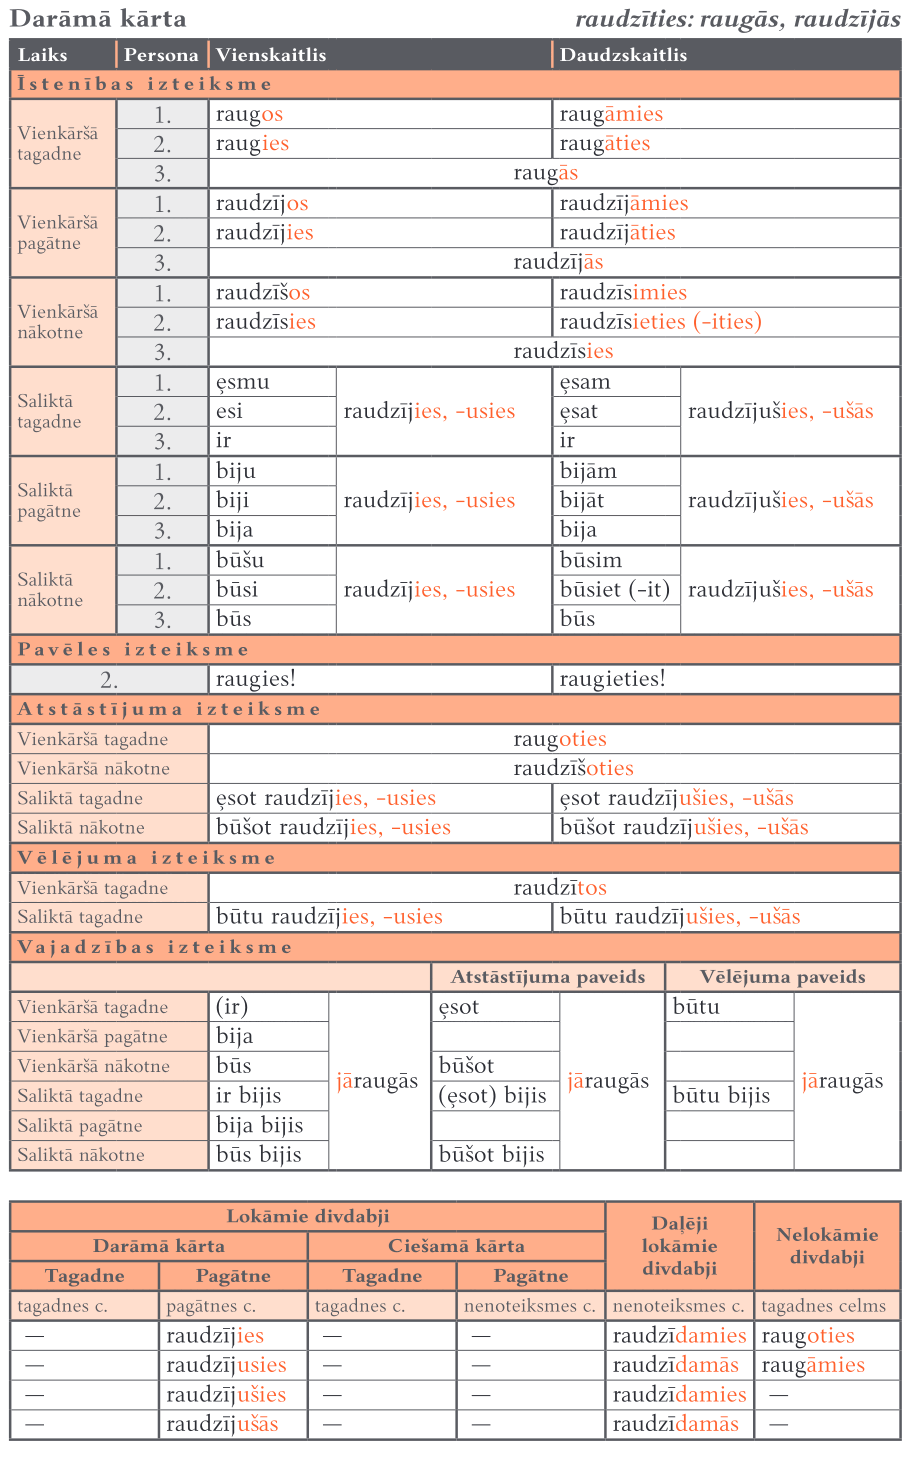 Darāmā kārta raudzīties: raugās, raudzījās
Laiks Persona Vienskaitlis Daudzskaitlis
Īstenības izteiksme
Vienkāršā tagadne
1. raugos raugāmies
2. raugies raugāties
3. raugās
Vienkāršā pagātne
1. raudzījos raudzījāmies
2. raudzījies raudzījāties
3. raudzījās
Vienkāršā nākotne
1. raudzīšos raudzīsimies
2. raudzīsies raudzīsieties (-ities)
3. raudzīsies
Saliktā tagadne
1. ȩsmu ȩsam
2. esi raudzījies, -usies ȩsat raudzījušies, -ušās
3. ir ir
Saliktā pagātne
1. biju bijām
2. biji raudzījies, -usies bijāt raudzījušies, -ušās
3. bija bija
Saliktā nākotne
1. būšu būsim
2. būsi raudzījies, -usies būsiet (-it) raudzījušies, -ušās
3. būs būs
Pavēles izteiksme
2. raugies! raugieties!
Atstāstījuma izteiksme
Vienkāršā tagadne raugoties
Vienkāršā nākotne raudzīšoties
Saliktā tagadne ȩsot raudzījies, -usies ȩsot raudzījušies, -ušās
Saliktā nākotne būšot raudzījies, -usies būšot raudzījušies, -ušās
Vēlējuma izteiksme
Vienkāršā tagadne raudzītos
Saliktā tagadne būtu raudzījies, -usies būtu raudzījušies, -ušās
Vajadzības izteiksme
Atstāstījuma paveids Vēlējuma paveids
Vienkāršā tagadne (ir) ȩsot būtu
Vienkāršā pagātne bija
Vienkāršā nākotne būs būšot
jāraugās jāraugās jāraugās
Saliktā tagadne ir bijis (ȩsot) bijis būtu bijis
Saliktā pagātne bija bijis
Saliktā nākotne būs bijis būšot bijis
Lokāmie divdabji Daļēji lokāmie divdabji Nelokāmie divdabji
Darāmā kārta Ciešamā kārta
Tagadne Pagātne Tagadne Pagātne
tagadnes c. pagātnes c. tagadnes c. nenoteiksmes c. nenoteiksmes c. tagadnes celms
— raudzījies — — raudzīdamies raugoties
— raudzījusies — — raudzīdamās raugāmies
— raudzījušies — — raudzīdamies —
— raudzījušās — — raudzīdamās —